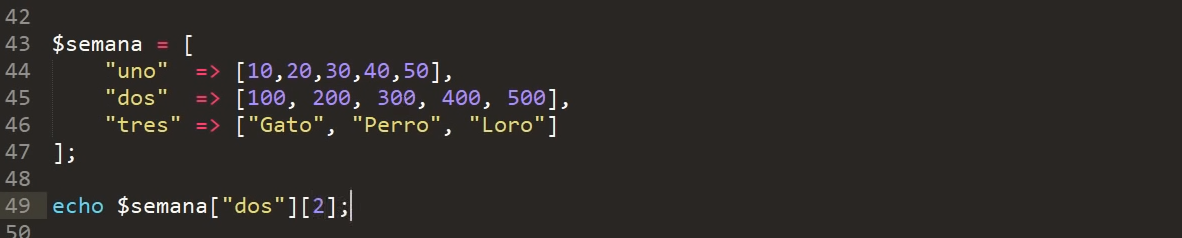 42
43 $semana = [
44     "uno"  => [10,20,30,40,50],
45     "dos"  => [100, 200, 300, 400, 500],
46     "tres" => ["Gato", "Perro", "Loro"]
47 ];
48
49 echo $semana["dos"][2];
50